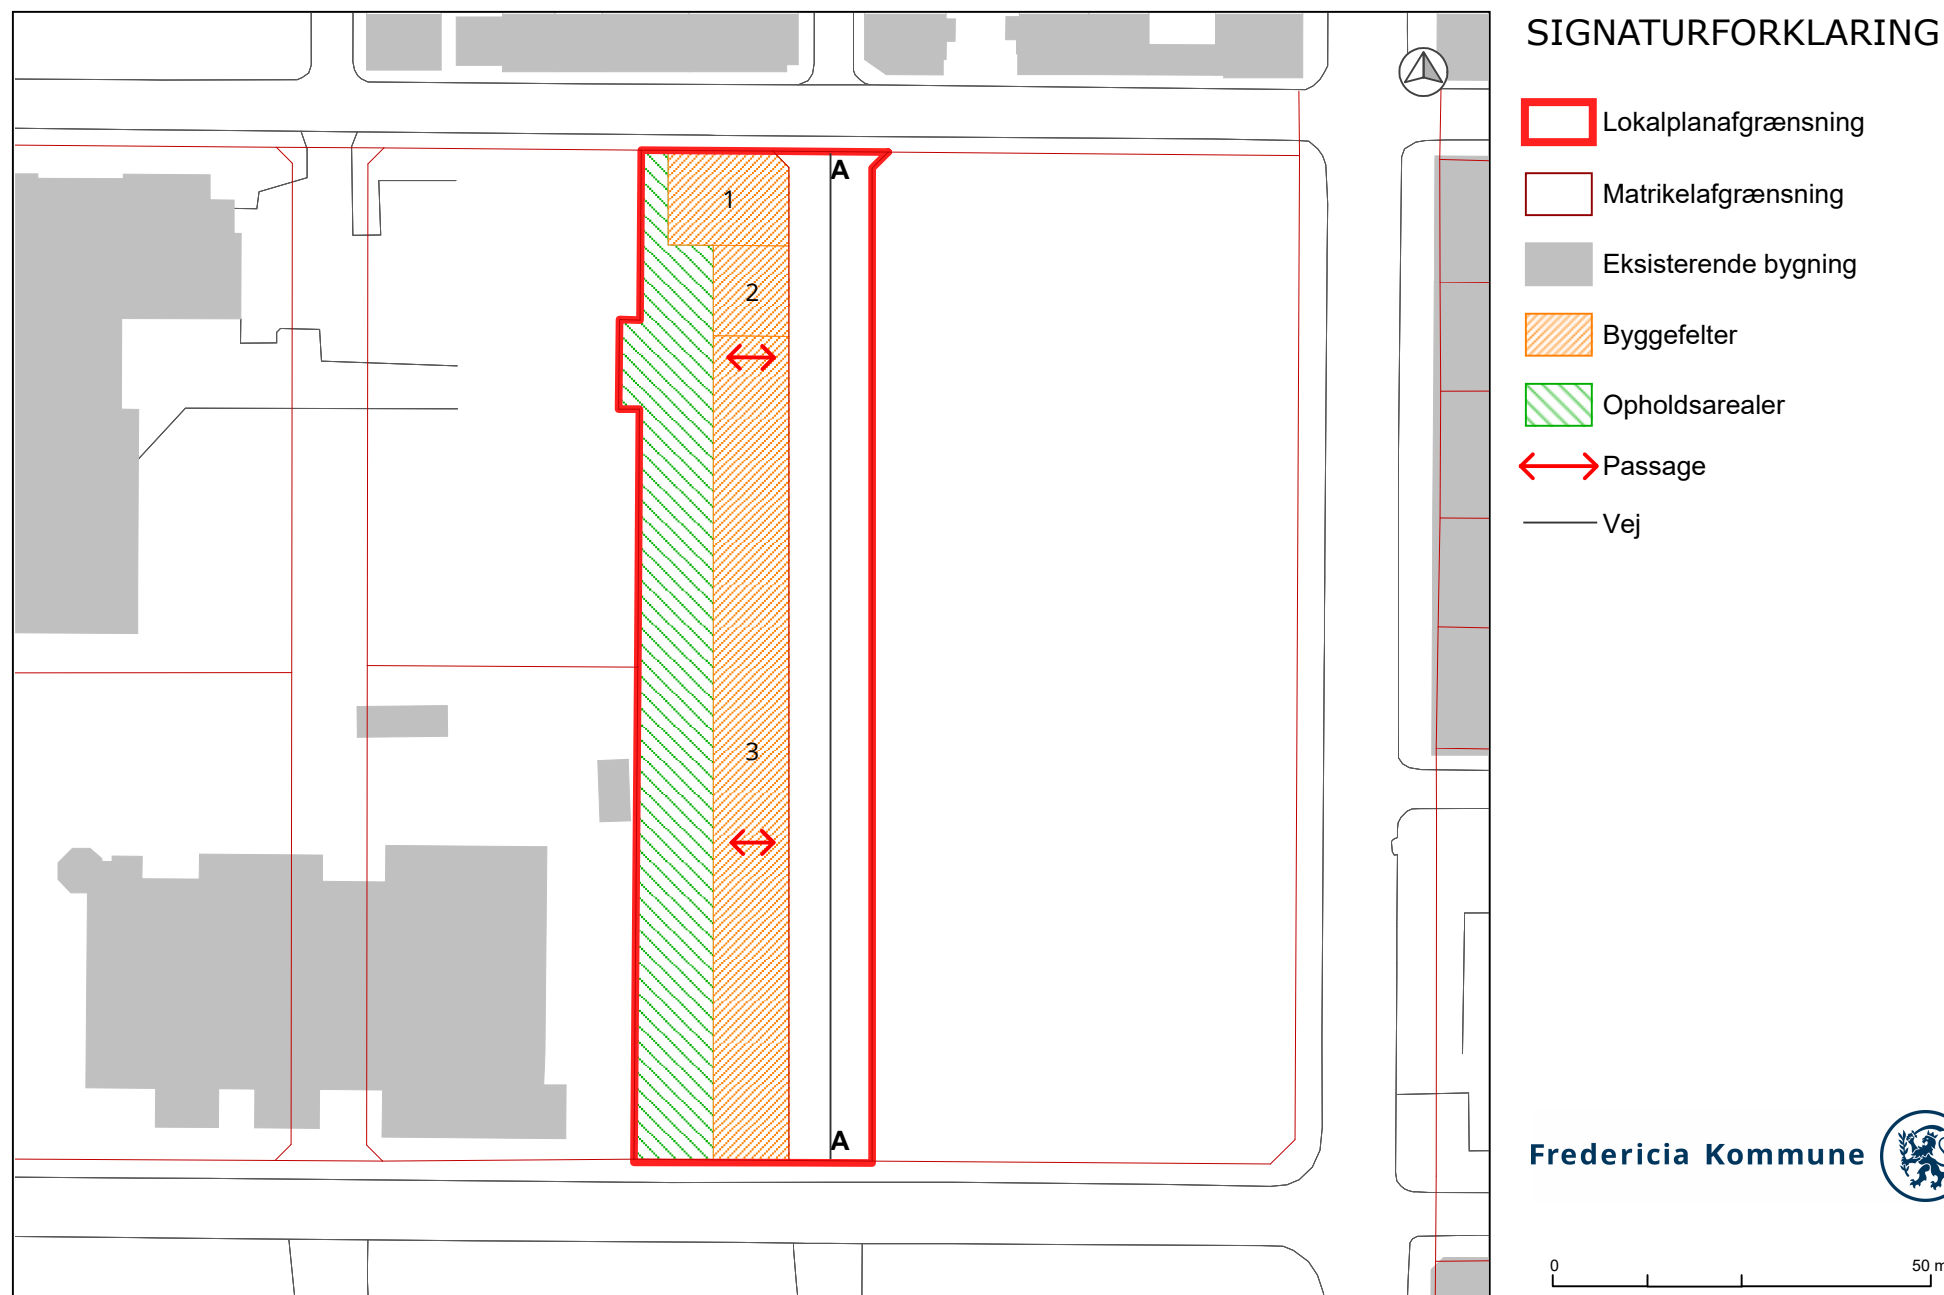 SIGNATURFORKLARING
Lokalplanafgrænsning
Matrikelafgrænsning
Eksisterende bygning
Byggefelter
Opholdsarealer
Passage
Vej
A
1
2
3
A
Fredericia Kommune
0 50 m